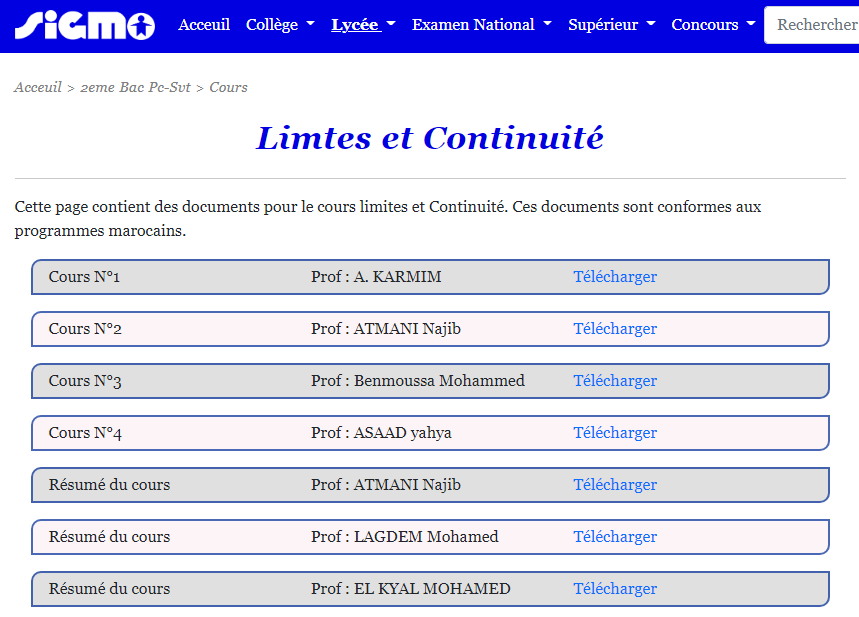 SIGMA Acceuil Collège Lycée Examen National Supérieur Concours Rechercher
Acceuil > 2eme Bac Pc-Svt > Cours
Limtes et Continuité
Cette page contient des documents pour le cours limites et Continuité. Ces documents sont conformes aux
programmes marocains.
Cours N°1 Prof : A. KARMIM Télécharger
Cours N°2 Prof : ATMANI Najib Télécharger
Cours N°3 Prof : Benmoussa Mohammed Télécharger
Cours N°4 Prof : ASAAD yahya Télécharger
Résumé du cours Prof : ATMANI Najib Télécharger
Résumé du cours Prof : LAGDEM Mohamed Télécharger
Résumé du cours Prof : EL KYAL MOHAMED Télécharger